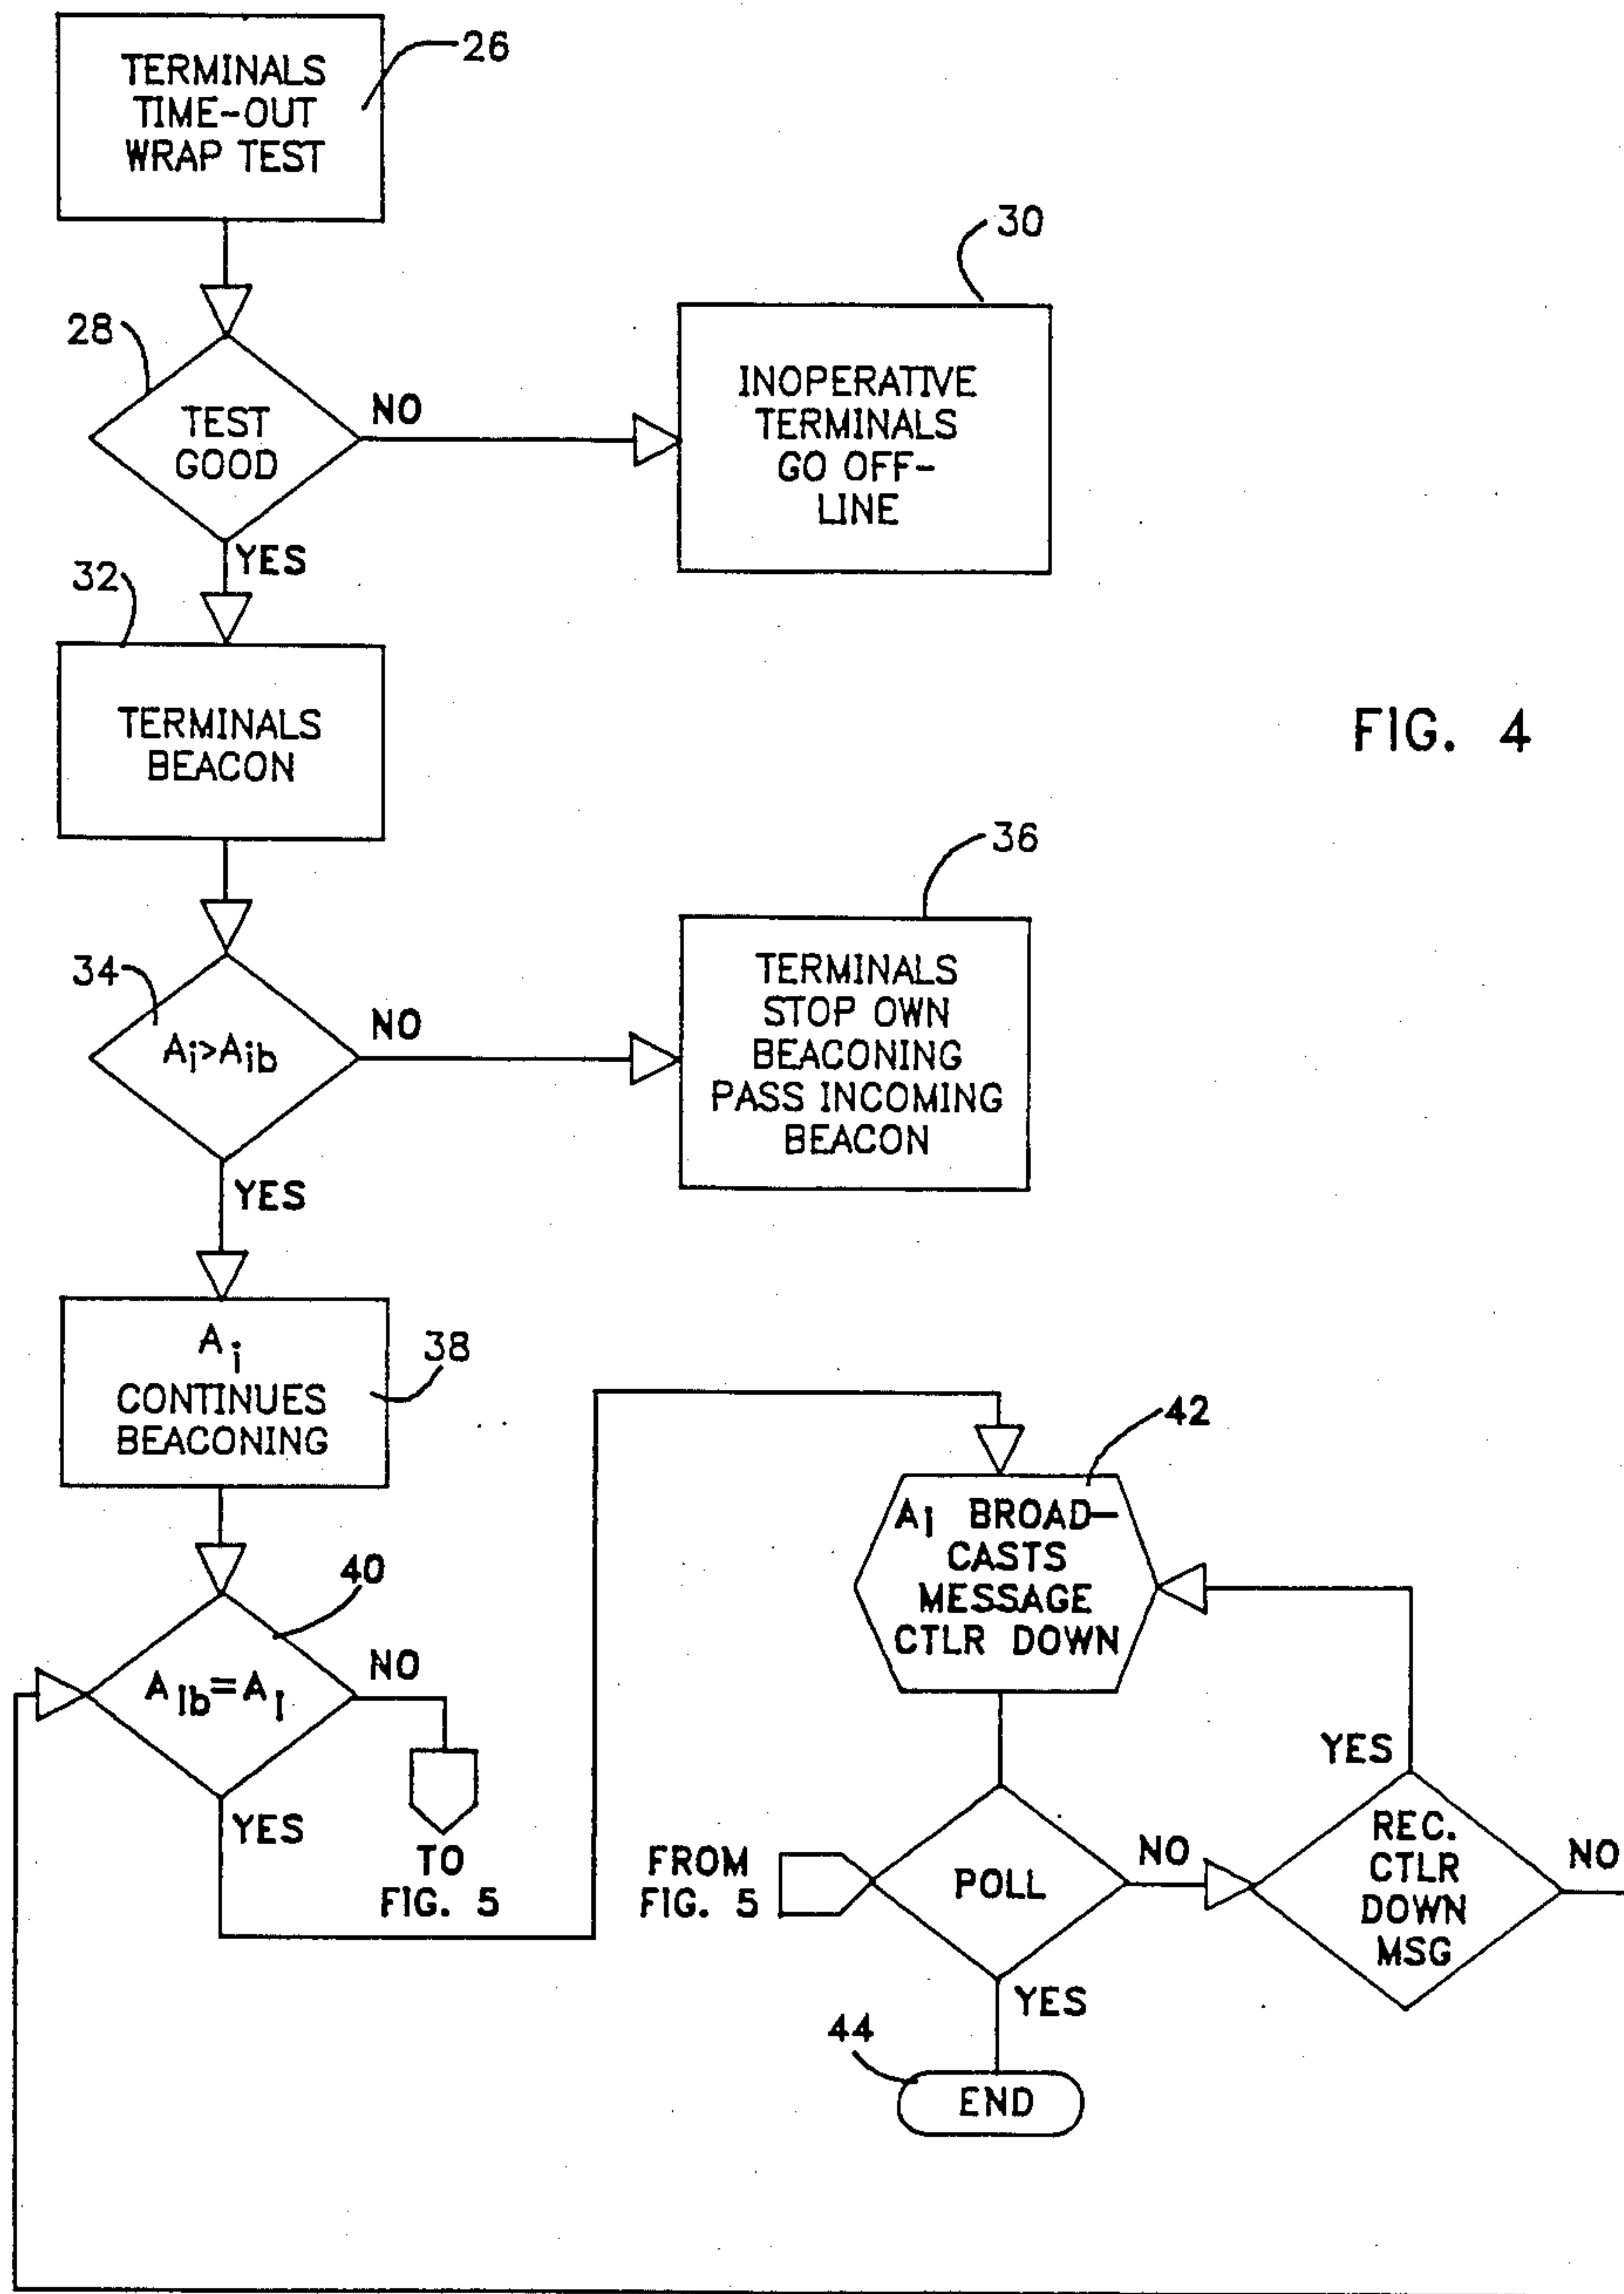 TERMINALS
TIME-OUT
WRAP TEST
26
28
TEST
GOOD
NO
YES
30
INOPERATIVE
TERMINALS
GO OFF-
LINE
32
TERMINALS
BEACON
FIG. 4
34
Ai>Aib
NO
YES
36
TERMINALS
STOP OWN
BEACONING
PASS INCOMING
BEACON
Ai
CONTINUES
BEACONING
38
40
AIb=AI
NO
YES
TO
FIG. 5
42
AI BROAD-
CASTS
MESSAGE
CTLR DOWN
FROM
FIG. 5
POLL
NO
YES
YES
REC.
CTLR
DOWN
MSG
NO
44
END